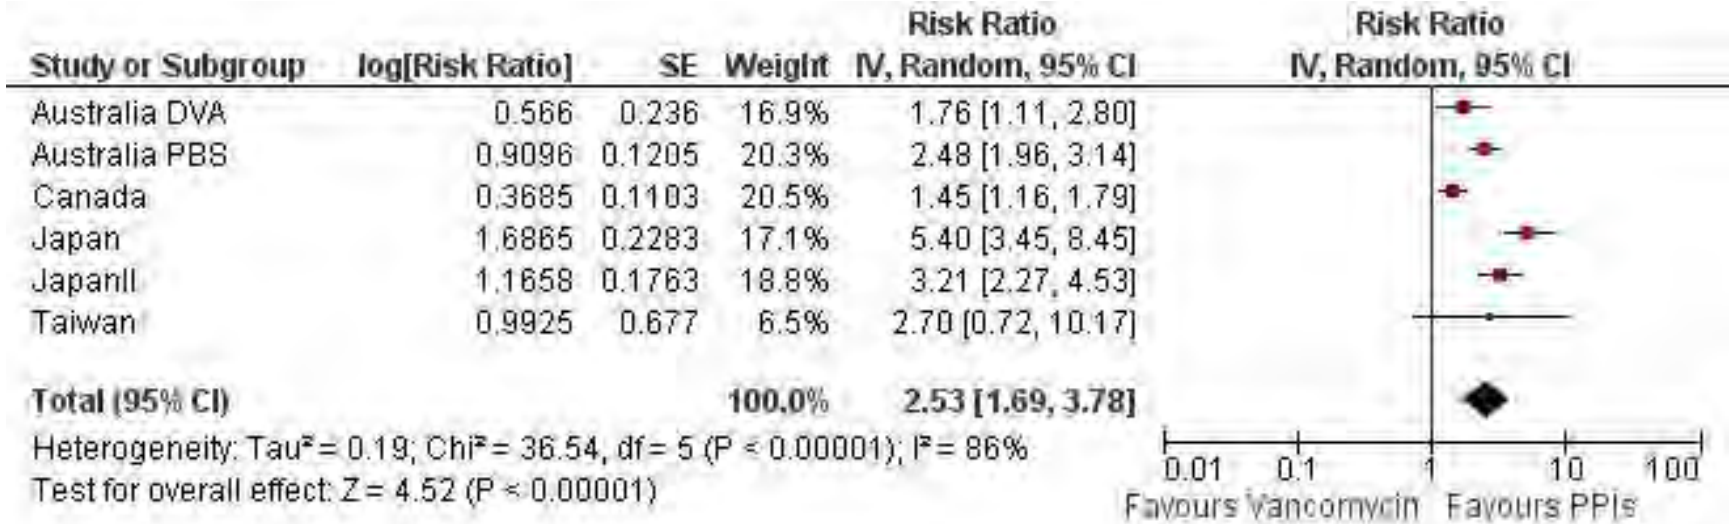 Risk Ratio Risk Ratio
Study or Subgroup log[Risk Ratio] SE Weight IV, Random, 95% CI IV, Random, 95% CI
Australia DVA 0.566 0.236 16.9% 1.76 [1.11, 2.80]
Australia PBS 0.9096 0.1205 20.3% 2.48 [1.96, 3.14]
Canada 0.3685 0.1103 20.5% 1.45 [1.16, 1.79]
Japan 1.6865 0.2283 17.1% 5.40 [3.45, 8.45]
JapanII 1.1658 0.1763 18.8% 3.21 [2.27, 4.53]
Taiwan 0.9925 0.677 6.5% 2.70 [0.72, 10.17]
Total (95% CI) 100.0% 2.53 [1.69, 3.78]
Heterogeneity: Tau² = 0.19; Chi² = 36.54, df = 5 (P < 0.00001); I² = 86%
Test for overall effect: Z = 4.52 (P < 0.00001)
0.01 0.1 1 10 100
Favours Vancomycin Favours PPIs